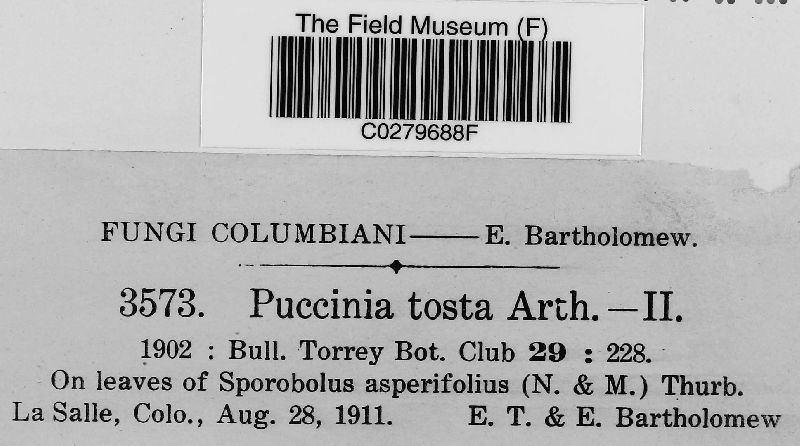 The Field Museum (F)
C0279688F
FUNGI COLUMBIANI—E. Bartholomew.
3573. Puccinia tosta Arth.—II.
1902 : Bull. Torrey Bot. Club 29 : 228.
On leaves of Sporobolus asperifolius (N. & M.) Thurb.
La Salle, Colo., Aug. 28, 1911. E. T. & E. Bartholomew